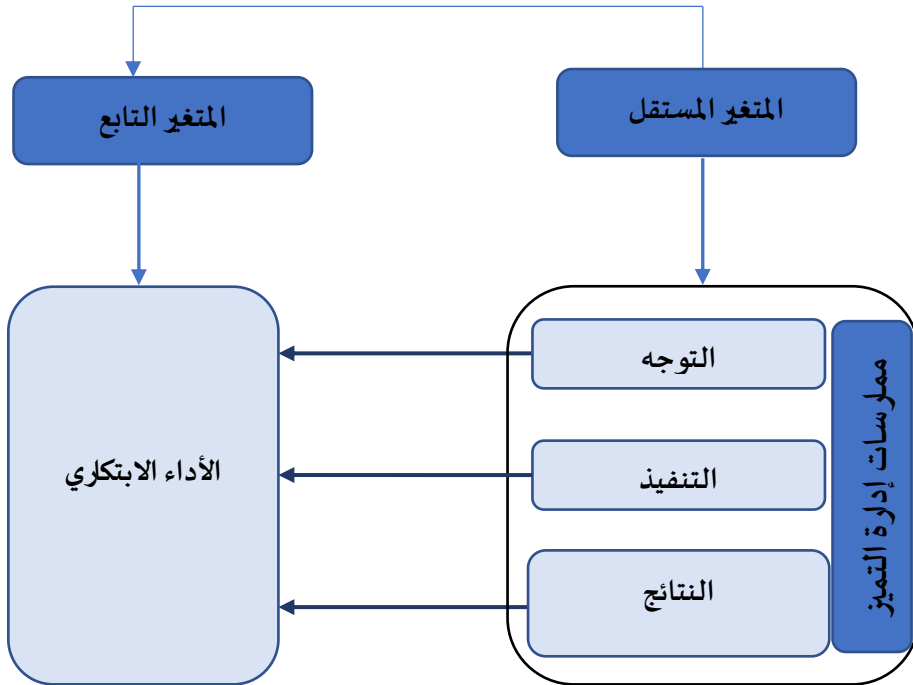 المتغير المستقل
المتغير التابع
ممارسات إدارة التميز
التوجه
التنفيذ
النتائج
الأداء الابتكاري